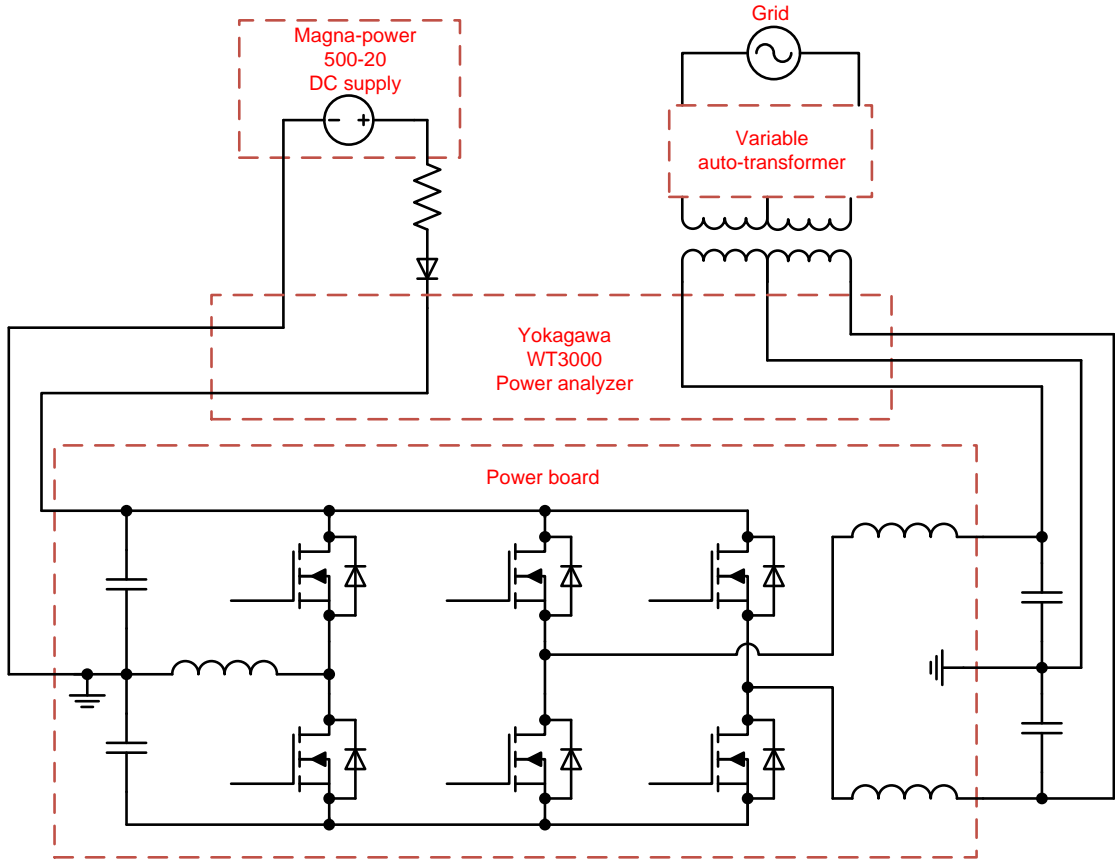 Magna-power
500-20
DC supply
Grid
Variable
auto-transformer
Yokagawa
WT3000
Power analyzer
Power board